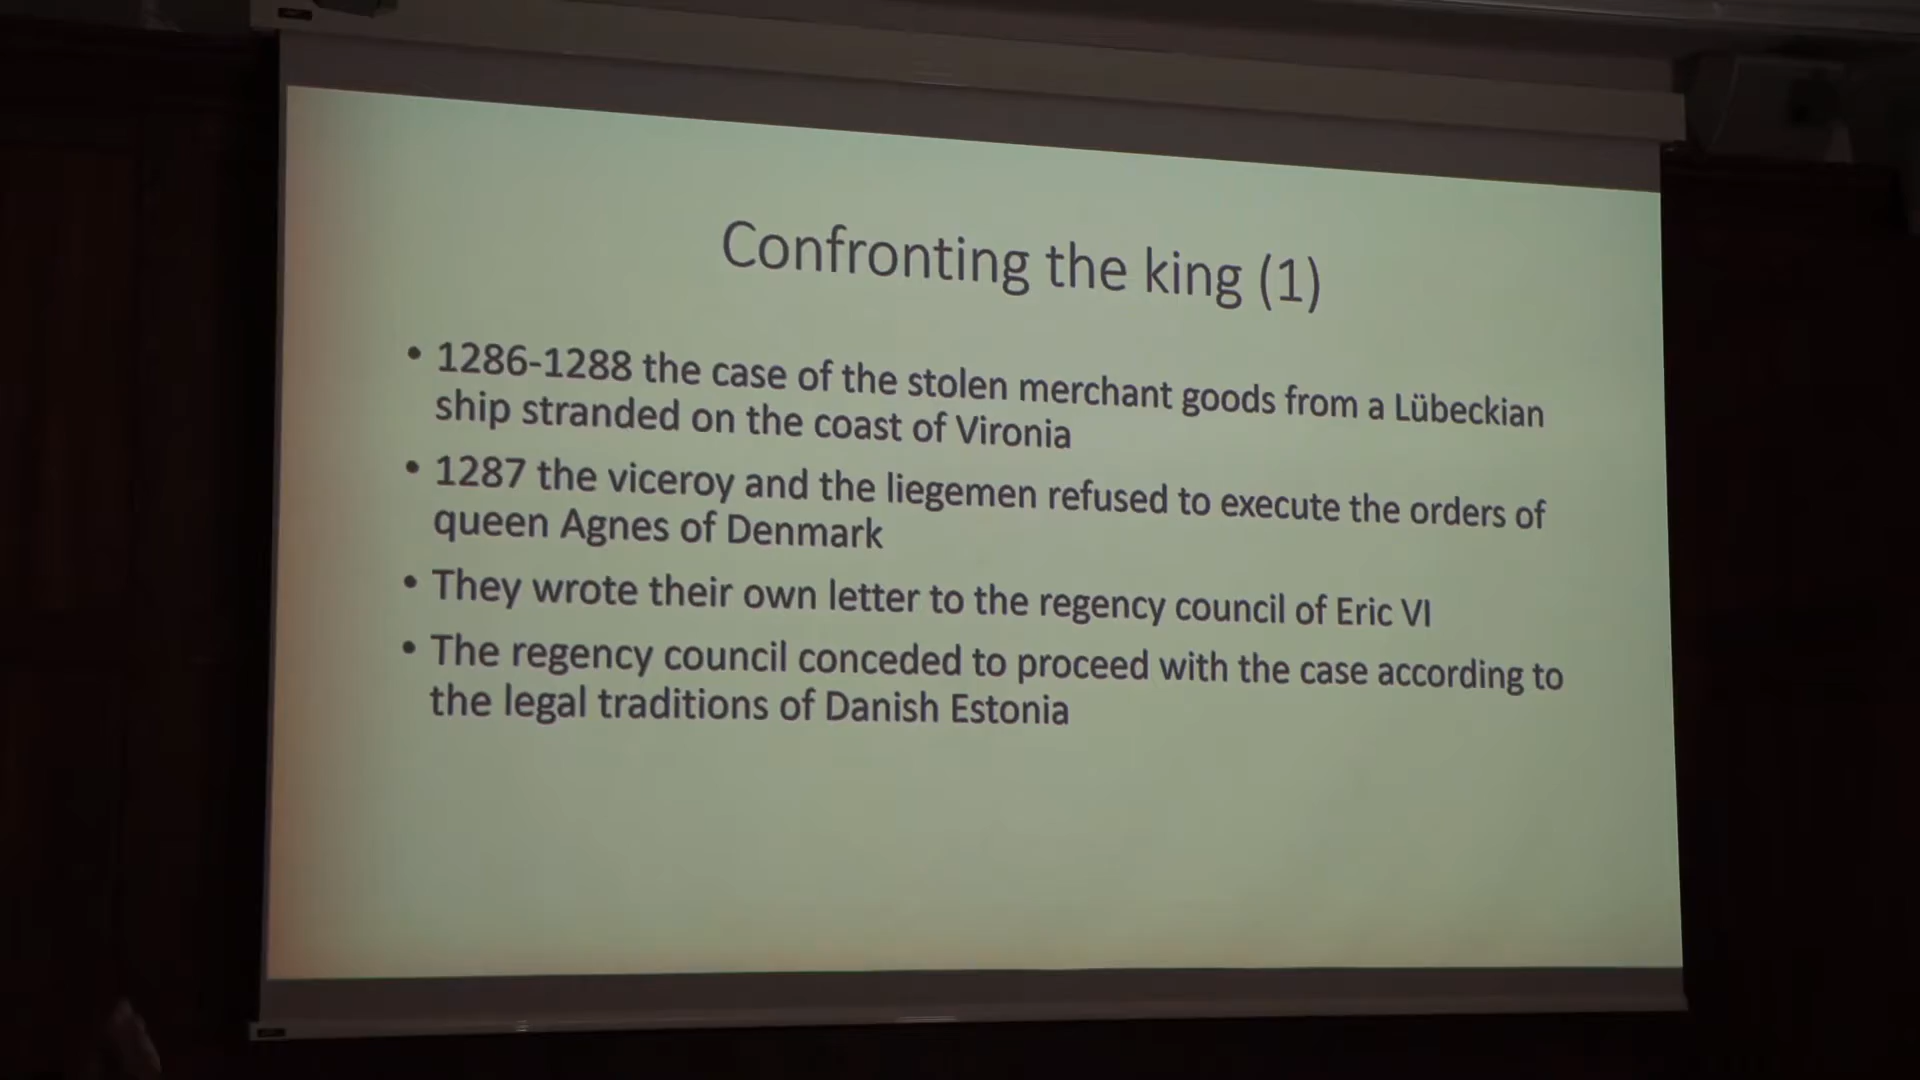 Confronting the king (1)
• 1286-1288 the case of the stolen merchant goods from a Lübeckian
ship stranded on the coast of Vironia
• 1287 the viceroy and the liegemen refused to execute the orders of
queen Agnes of Denmark
• They wrote their own letter to the regency council of Eric VI
• The regency council conceded to proceed with the case according to
the legal traditions of Danish Estonia